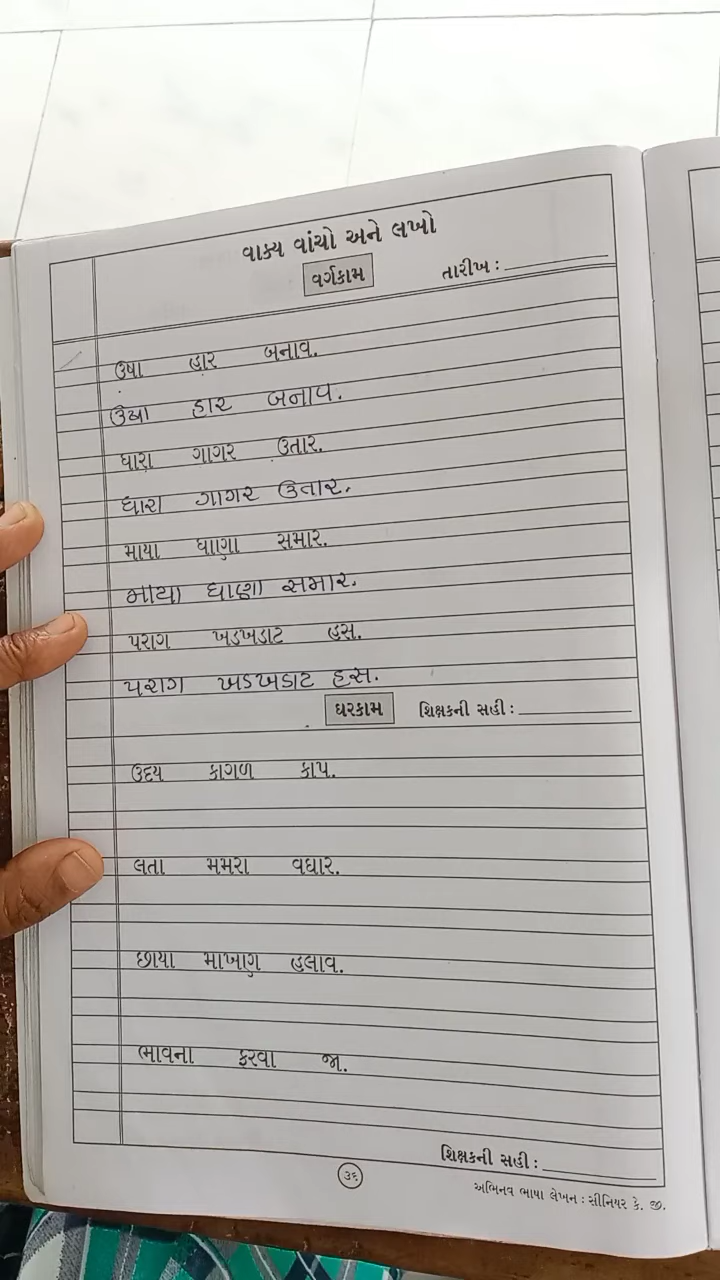 વાક્ય વાંચો અને લખો
વર્ગકામ તારીખ :
ઉષા હાર બનાવ.
ઉષા હાર બનાવ.
ધારા ગાગર ઉતાર.
ધારા ગાગર ઉતાર.
માયા ધાણા સમાર.
માયા ધાણા સમાર.
પરાગ ખડખડાટ હસ.
પરાગ ખડખડાટ હસ.
ઘરકામ શિક્ષકની સહી :
ઉદય કાગળ કાપ.
લતા મમરા વઘાર.
છાયા માખણ હલાવ.
ભાવના ફરવા જા.
શિક્ષકની સહી :
૩૬
અભિનવ ભાષા લેખન : સીનિયર કે. જી.